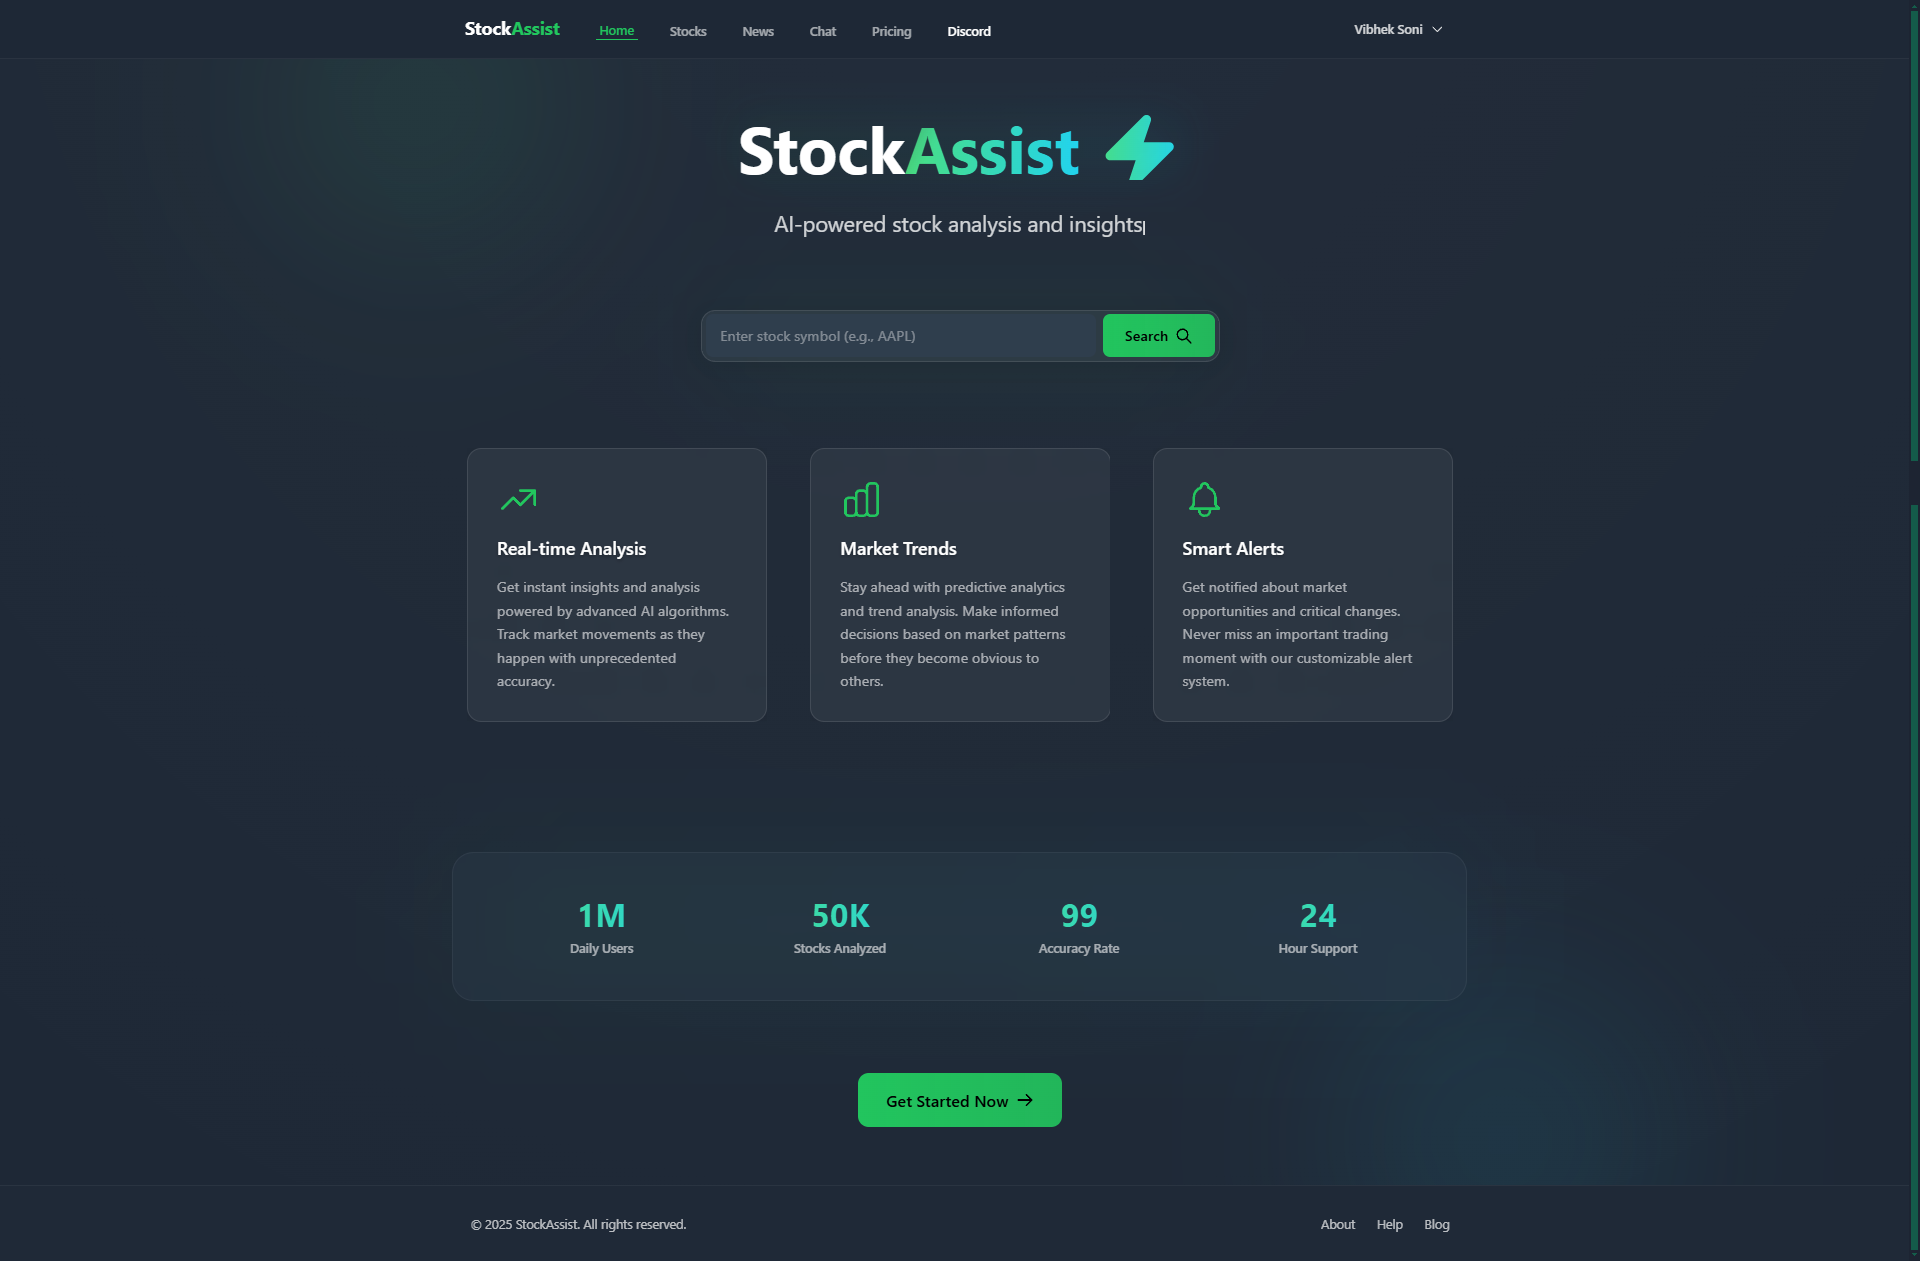 StockAssist
Home
Stocks
News
Chat
Pricing
Discord
Vibhek Soni
StockAssist
AI-powered stock analysis and insights
Enter stock symbol (e.g., AAPL)
Search
Real-time Analysis
Get instant insights and analysis
powered by advanced AI algorithms.
Track market movements as they
happen with unprecedented
accuracy.
Market Trends
Stay ahead with predictive analytics
and trend analysis. Make informed
decisions based on market patterns
before they become obvious to
others.
Smart Alerts
Get notified about market
opportunities and critical changes.
Never miss an important trading
moment with our customizable alert
system.
1M
Daily Users
50K
Stocks Analyzed
99
Accuracy Rate
24
Hour Support
Get Started Now
© 2025 StockAssist. All rights reserved.
About
Help
Blog